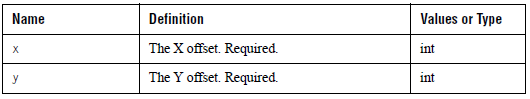 Name Definition Values or Type
x The X offset. Required. int
y The Y offset. Required. int